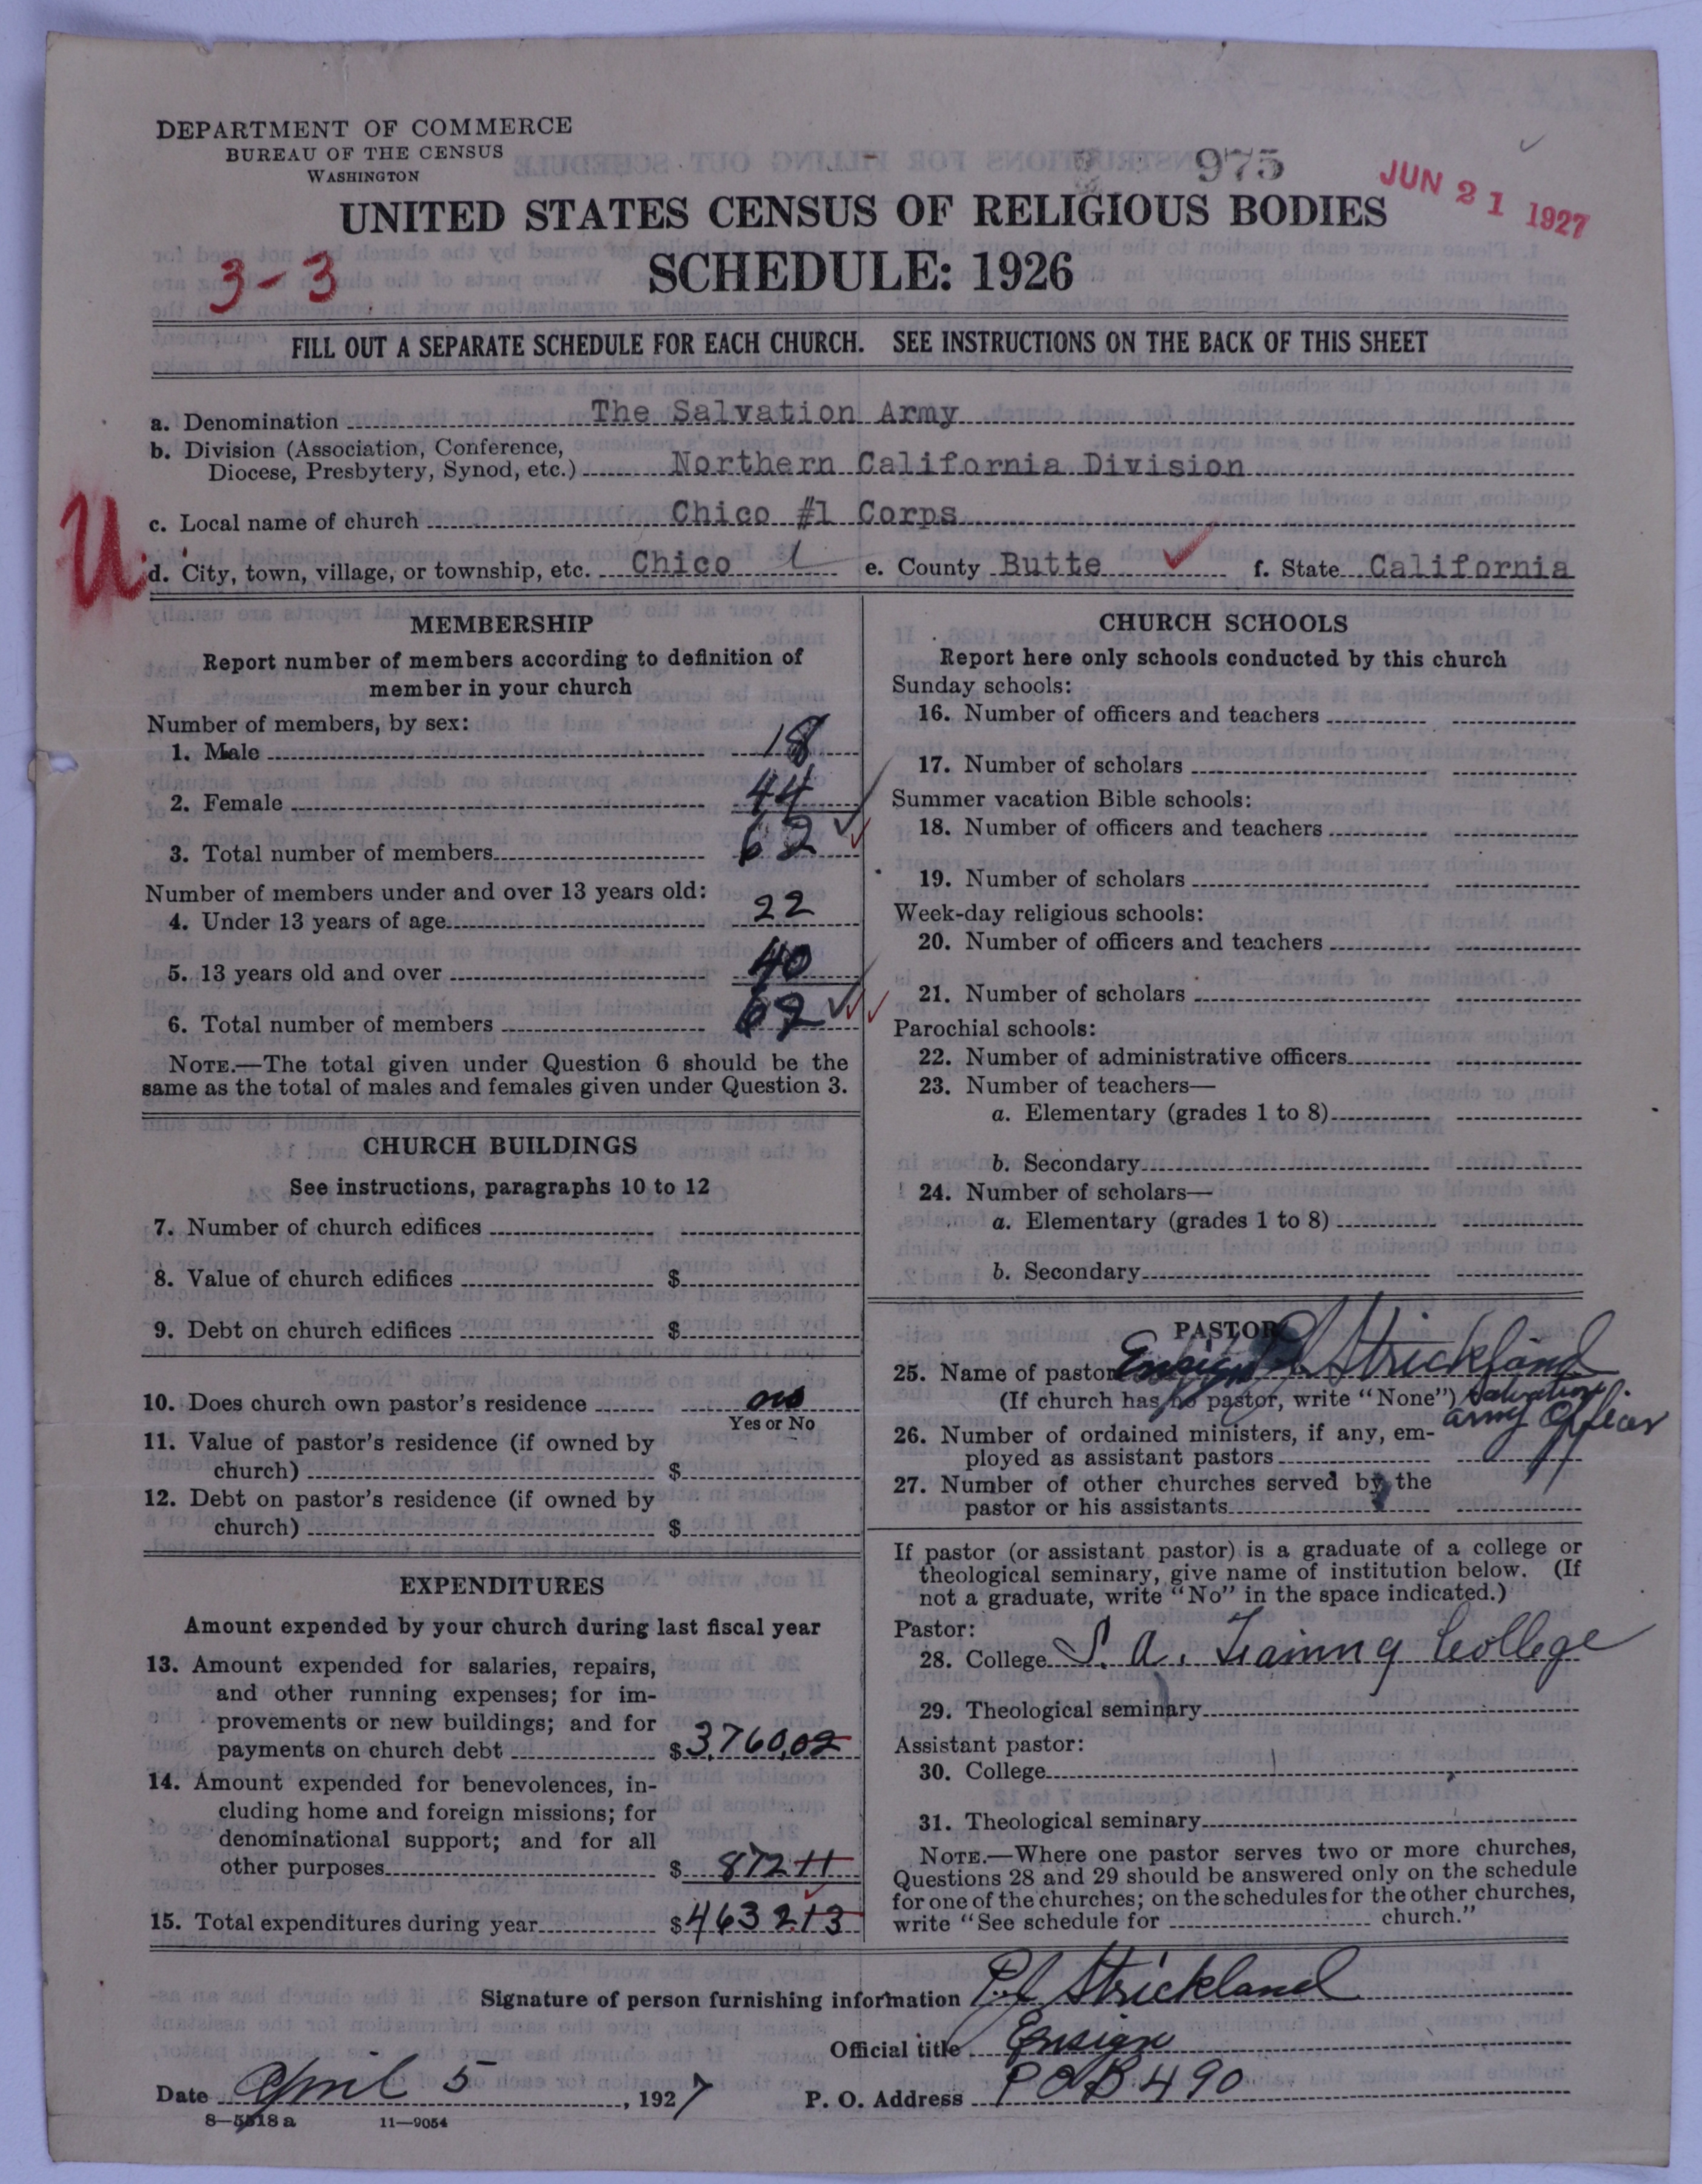 DEPARTMENT OF COMMERCE
BUREAU OF THE CENSUS
WASHINGTON
975
JUN 21 1927
UNITED STATES CENSUS OF RELIGIOUS BODIES
3-3
SCHEDULE: 1926
FILL OUT A SEPARATE SCHEDULE FOR EACH CHURCH. SEE INSTRUCTIONS ON THE BACK OF THIS SHEET
a. Denomination The Salvation Army
b. Division (Association, Conference,
Diocese, Presbytery, Synod, etc.) Northern California Division
c. Local name of church Chico #1 Corps
U
d. City, town, village, or township, etc. Chico e. County Butte f. State California
MEMBERSHIP
Report number of members according to definition of
member in your church
Number of members, by sex:
1. Male 18
2. Female 44
3. Total number of members 62
Number of members under and over 13 years old:
4. Under 13 years of age 22
5. 13 years old and over 40
6. Total number of members 62
NOTE.—The total given under Question 6 should be the
same as the total of males and females given under Question 3.
CHURCH BUILDINGS
See instructions, paragraphs 10 to 12
7. Number of church edifices
8. Value of church edifices $
9. Debt on church edifices $
10. Does church own pastor's residence no
Yes or No
11. Value of pastor's residence (if owned by
church) $
12. Debt on pastor's residence (if owned by
church) $
EXPENDITURES
Amount expended by your church during last fiscal year
13. Amount expended for salaries, repairs,
and other running expenses; for im-
provements or new buildings; and for
payments on church debt $3,760.02
14. Amount expended for benevolences, in-
cluding home and foreign missions; for
denominational support; and for all
other purposes $ 872 11
15. Total expenditures during year $4632 13
CHURCH SCHOOLS
Report here only schools conducted by this church
Sunday schools:
16. Number of officers and teachers
17. Number of scholars
Summer vacation Bible schools:
18. Number of officers and teachers
19. Number of scholars
Week-day religious schools:
20. Number of officers and teachers
21. Number of scholars
Parochial schools:
22. Number of administrative officers
23. Number of teachers—
a. Elementary (grades 1 to 8)
b. Secondary
24. Number of scholars—
a. Elementary (grades 1 to 8)
b. Secondary
PASTOR
25. Name of pastor Ensign Strickland
(If church has no pastor, write "None") Salvation
Army Officer
26. Number of ordained ministers, if any, em-
ployed as assistant pastors
27. Number of other churches served by the
pastor or his assistants
If pastor (or assistant pastor) is a graduate of a college or
theological seminary, give name of institution below. (If
not a graduate, write "No" in the space indicated.)
Pastor:
28. College S. A. Trainng College
29. Theological seminary
Assistant pastor:
30. College
31. Theological seminary
NOTE.—Where one pastor serves two or more churches,
Questions 28 and 29 should be answered only on the schedule
for one of the churches; on the schedules for the other churches,
write "See schedule for church."
Signature of person furnishing information P J Strickland
Official title Ensign
Date April 5, 1927 P. O. Address P O B 490
8—5518 a 11—9054